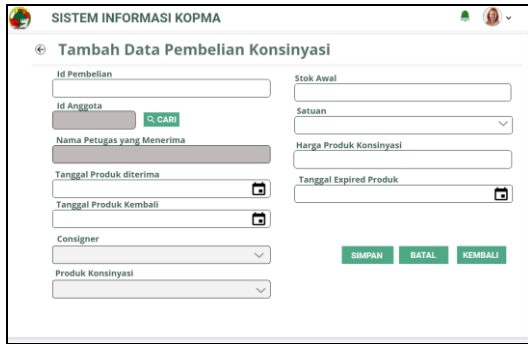 SISTEM INFORMASI KOPMA
Tambah Data Pembelian Konsinyasi
Id Pembelian
Id Anggota
CARI
Nama Petugas yang Menerima
Tanggal Produk diterima
Tanggal Produk Kembali
Consigner
Produk Konsinyasi
Stok Awal
Satuan
Harga Produk Konsinyasi
Tanggal Expired Produk
SIMPAN BATAL KEMBALI